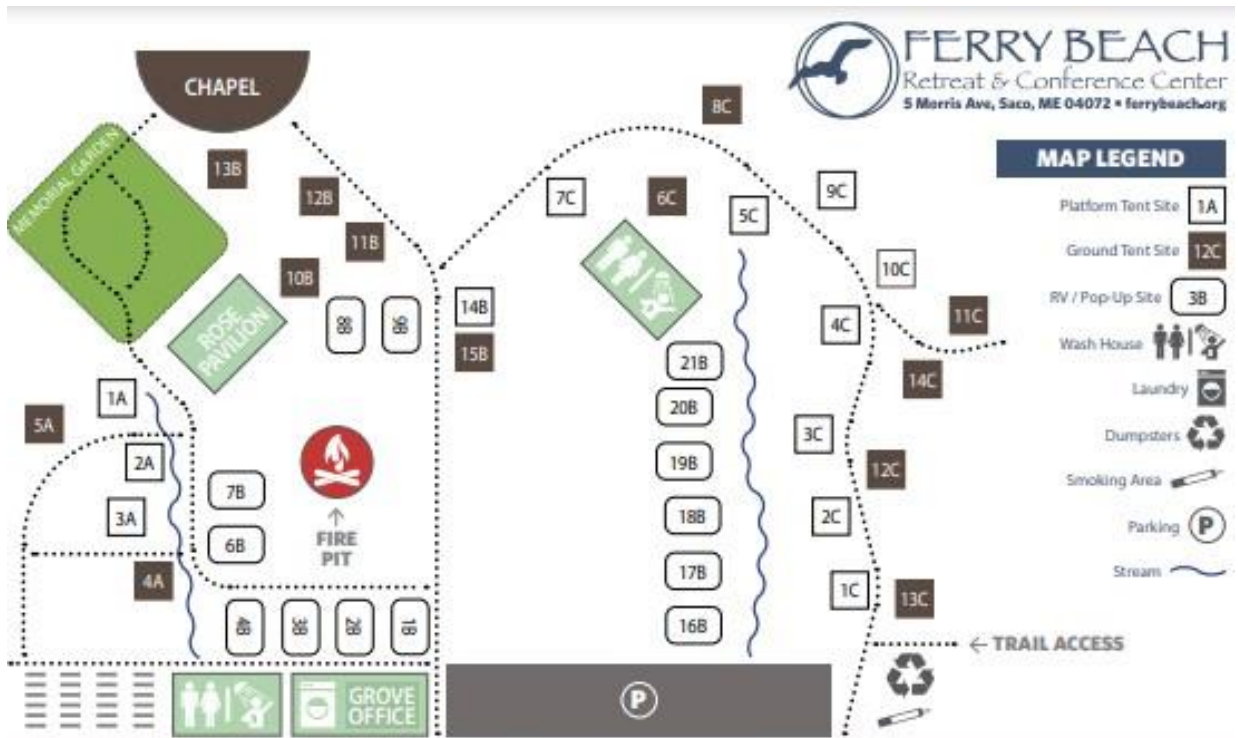 FERRY BEACH
Retreat & Conference Center
5 Morris Ave, Saco, ME 04072 • ferrybeach.org
CHAPEL
MEMORIAL GARDEN
13B
12B
11B
10B
ROSE
PAVILION
8B
9B
14B
15B
7C
6C
8C
5C
9C
10C
4C
11C
14C
21B
20B
19B
18B
17B
16B
3C
12C
2C
1C
13C
1A
5A
2A
3A
4A
7B
6B
↑
FIRE
PIT
4B
3B
2B
1B
GROVE
OFFICE
P
← TRAIL ACCESS
MAP LEGEND
Platform Tent Site 1A
Ground Tent Site 12C
RV / Pop-Up Site 3B
Wash House
Laundry
Dumpsters
Smoking Area
Parking P
Stream